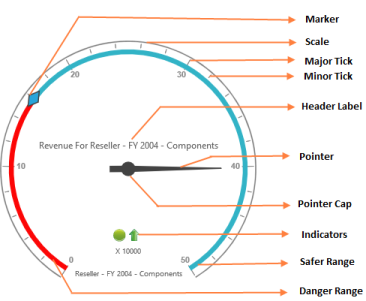 Marker
Scale
Major Tick
20
30
Minor Tick
Header Label
Revenue For Reseller - FY 2004 - Components
Pointer
10
40
Pointer Cap
Indicators
X 10000
0
50
Safer Range
Reseller - FY 2004 - Components
Danger Range